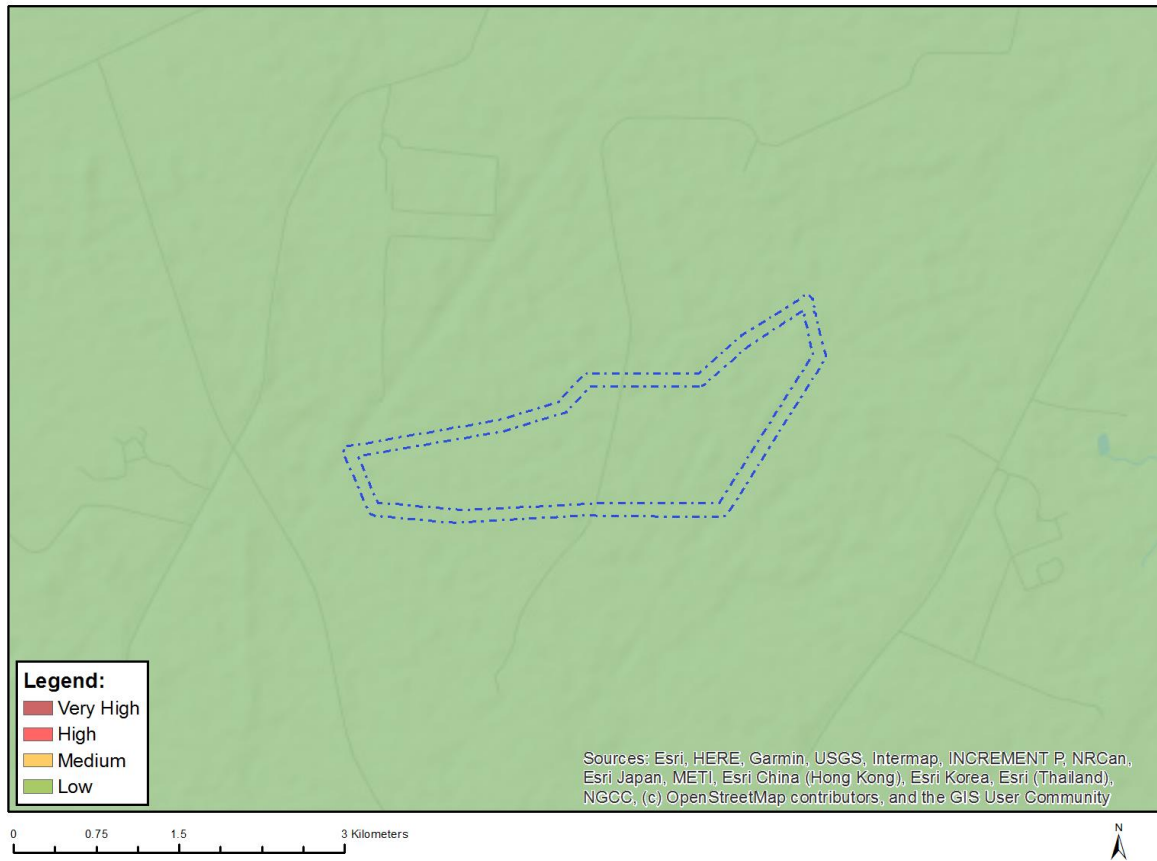 Legend:
Very High
High
Medium
Low
Sources: Esri, HERE, Garmin, USGS, Intermap, INCREMENT P, NRCan,
Esri Japan, METI, Esri China (Hong Kong), Esri Korea, Esri (Thailand),
NGCC, (c) OpenStreetMap contributors, and the GIS User Community
0 0.75 1.5 3 Kilometers
N